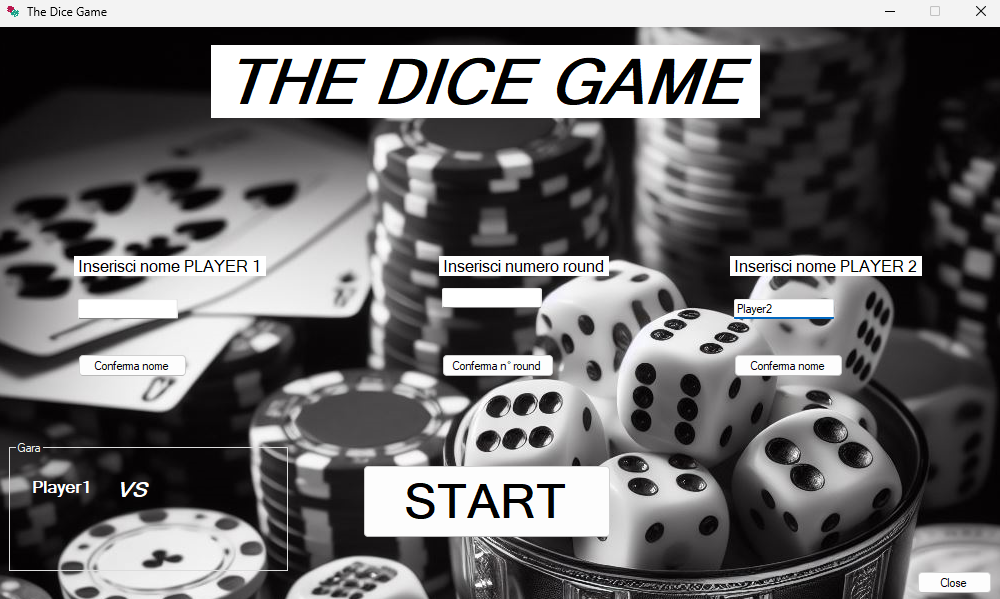 The Dice Game
THE DICE GAME
Inserisci nome PLAYER 1
Inserisci numero round
Inserisci nome PLAYER 2
Player2
Conferma nome
Conferma n° round
Conferma nome
Gara
Player1 VS
START
Close